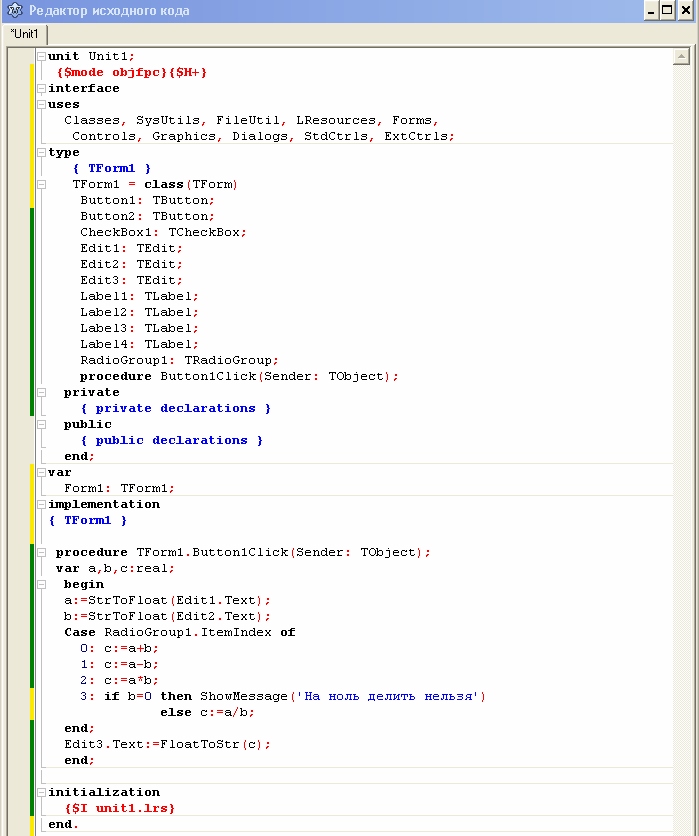 Редактор исходного кода
*Unit1
unit Unit1;
{$mode objfpc}{$H+}
interface
uses
Classes, SysUtils, FileUtil, LResources, Forms,
Controls, Graphics, Dialogs, StdCtrls, ExtCtrls;
type
{ TForm1 }
TForm1 = class(TForm)
Button1: TButton;
Button2: TButton;
CheckBox1: TCheckBox;
Edit1: TEdit;
Edit2: TEdit;
Edit3: TEdit;
Label1: TLabel;
Label2: TLabel;
Label3: TLabel;
Label4: TLabel;
RadioGroup1: TRadioGroup;
procedure Button1Click(Sender: TObject);
private
{ private declarations }
public
{ public declarations }
end;
var
Form1: TForm1;
implementation
{ TForm1 }
procedure TForm1.Button1Click(Sender: TObject);
var a,b,c:real;
begin
a:=StrToFloat(Edit1.Text);
b:=StrToFloat(Edit2.Text);
Case RadioGroup1.ItemIndex of
0: c:=a+b;
1: c:=a-b;
2: c:=a*b;
3: if b=0 then ShowMessage('На ноль делить нельзя')
else c:=a/b;
end;
Edit3.Text:=FloatToStr(c);
end;
initialization
{$I unit1.lrs}
end.